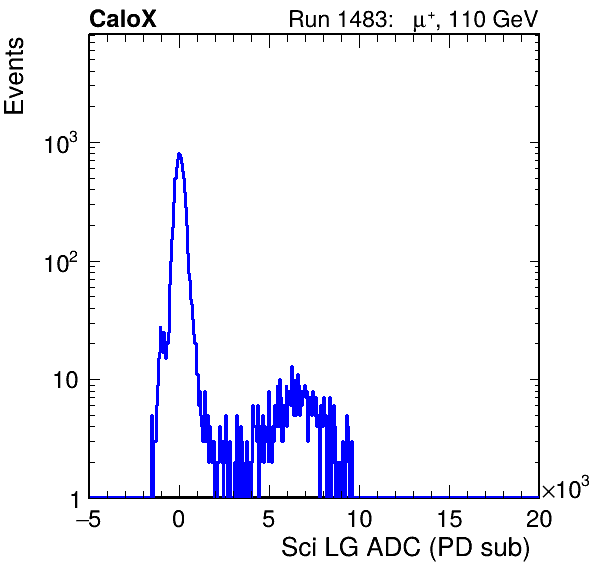 CaloX Run 1483: μ⁺, 110 GeV
Events
10³
10²
10
1
−5 0 5 10 15 20 ×10³
Sci LG ADC (PD sub)